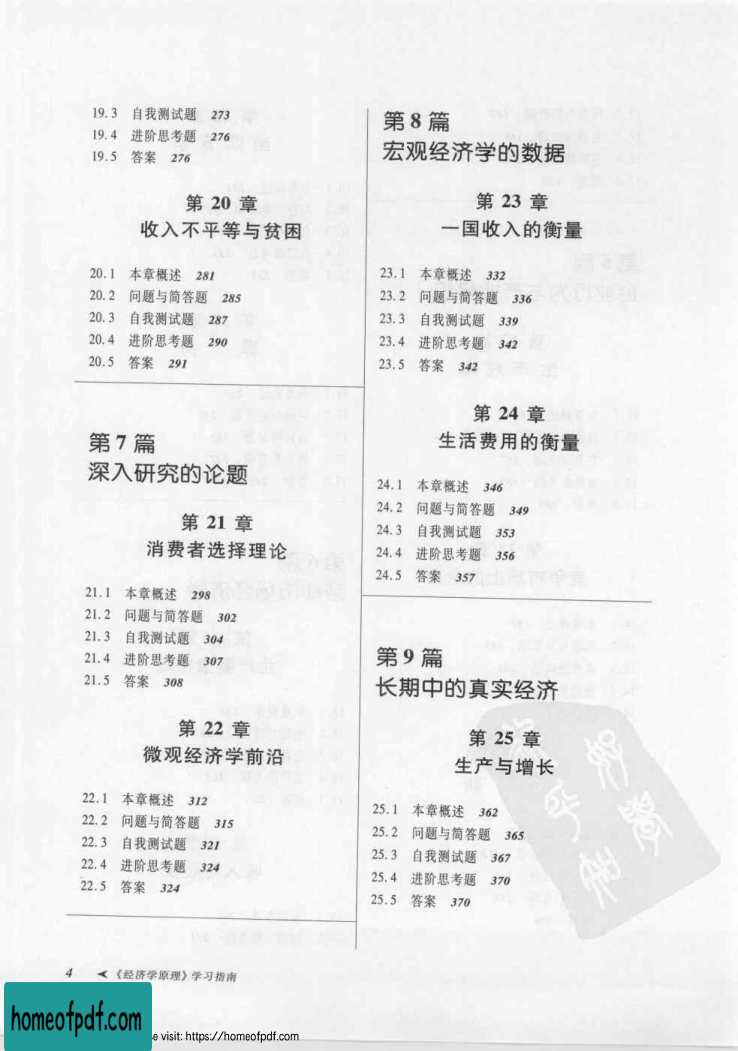 19.3 自我测试题 273
19.4 进阶思考题 276
19.5 答案 276
第 20 章
收入不平等与贫困
20.1 本章概述 281
20.2 问题与简答题 285
20.3 自我测试题 287
20.4 进阶思考题 290
20.5 答案 291
第 7 篇
深入研究的论题
第 21 章
消费者选择理论
21.1 本章概述 298
21.2 问题与简答题 302
21.3 自我测试题 304
21.4 进阶思考题 307
21.5 答案 308
第 22 章
微观经济学前沿
22.1 本章概述 312
22.2 问题与简答题 315
22.3 自我测试题 321
22.4 进阶思考题 324
22.5 答案 324
第 8 篇
宏观经济学的数据
第 23 章
一国收入的衡量
23.1 本章概述 332
23.2 问题与简答题 336
23.3 自我测试题 339
23.4 进阶思考题 342
23.5 答案 342
第 24 章
生活费用的衡量
24.1 本章概述 346
24.2 问题与简答题 349
24.3 自我测试题 353
24.4 进阶思考题 356
24.5 答案 357
第 9 篇
长期中的真实经济
第 25 章
生产与增长
25.1 本章概述 362
25.2 问题与简答题 365
25.3 自我测试题 367
25.4 进阶思考题 370
25.5 答案 370
4 ≺《经济学原理》学习指南
homeofpdf.com
e visit: https://homeofpdf.com